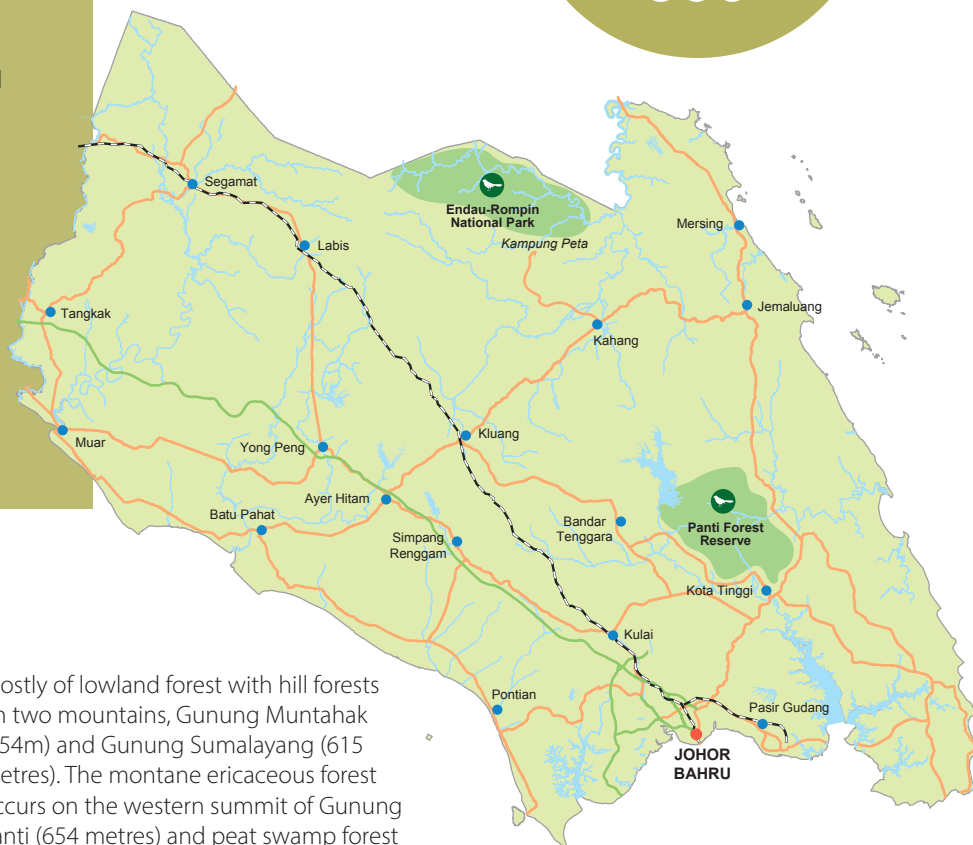 Segamat
Endau-Rompin
National Park
Kampung Peta
Mersing
Labis
Tangkak
Jemaluang
Kahang
Muar
Kluang
Yong Peng
Ayer Hitam
Batu Pahat
Simpang
Renggam
Bandar
Tenggara
Panti Forest
Reserve
Kota Tinggi
Kulai
Pontian
Pasir Gudang
JOHOR
BAHRU
ostly of lowland forest with hill forests
n two mountains, Gunung Muntahak
54m) and Gunung Sumalayang (615
etres). The montane ericaceous forest
ccurs on the western summit of Gunung
anti (654 metres) and peat swamp forest